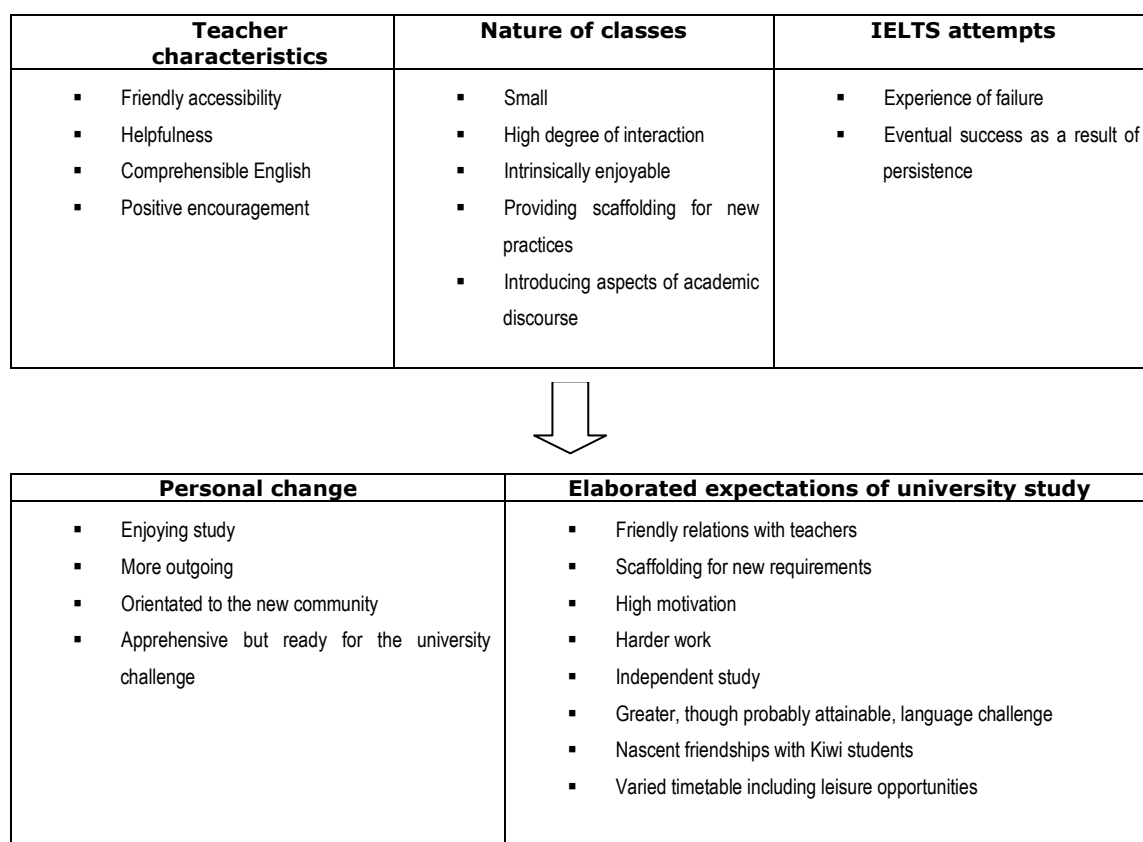 Teacher
characteristics
Friendly accessibility
Helpfulness
Comprehensible English
Positive encouragement
Nature of classes
Small
High degree of interaction
Intrinsically enjoyable
Providing scaffolding for new
practices
Introducing aspects of academic
discourse
IELTS attempts
Experience of failure
Eventual success as a result of
persistence
Personal change
Enjoying study
More outgoing
Orientated to the new community
Apprehensive but ready for the university
challenge
Elaborated expectations of university study
Friendly relations with teachers
Scaffolding for new requirements
High motivation
Harder work
Independent study
Greater, though probably attainable, language challenge
Nascent friendships with Kiwi students
Varied timetable including leisure opportunities